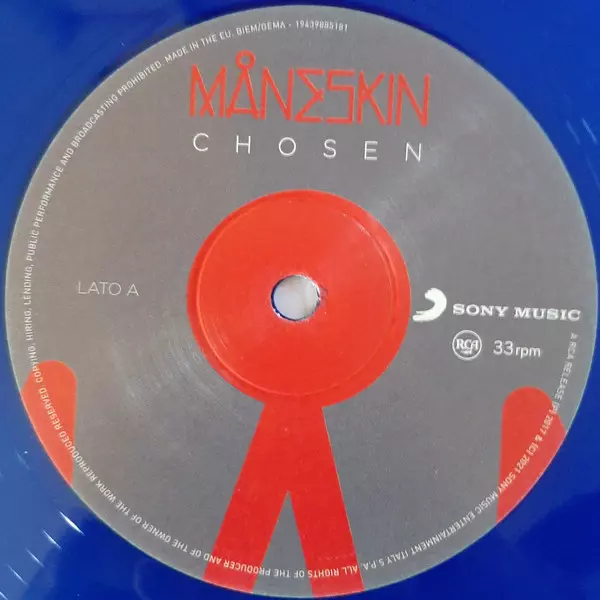 MÅNESKIN
CHOSEN
LATO A
SONY MUSIC
RCA
33rpm
A RCA RELEASE (P) 2017 & (C) 2021 SONY MUSIC ENTERTAINMENT ITALY S.P.A. ALL RIGHTS OF THE PRODUCER AND OF THE OWNER OF THE WORK REPRODUCED RESERVED. COPYING, HIRING, LENDING, PUBLIC PERFORMANCE AND BROADCASTING PROHIBITED. MADE IN THE EU. BIEM/GEMA - 19439885181